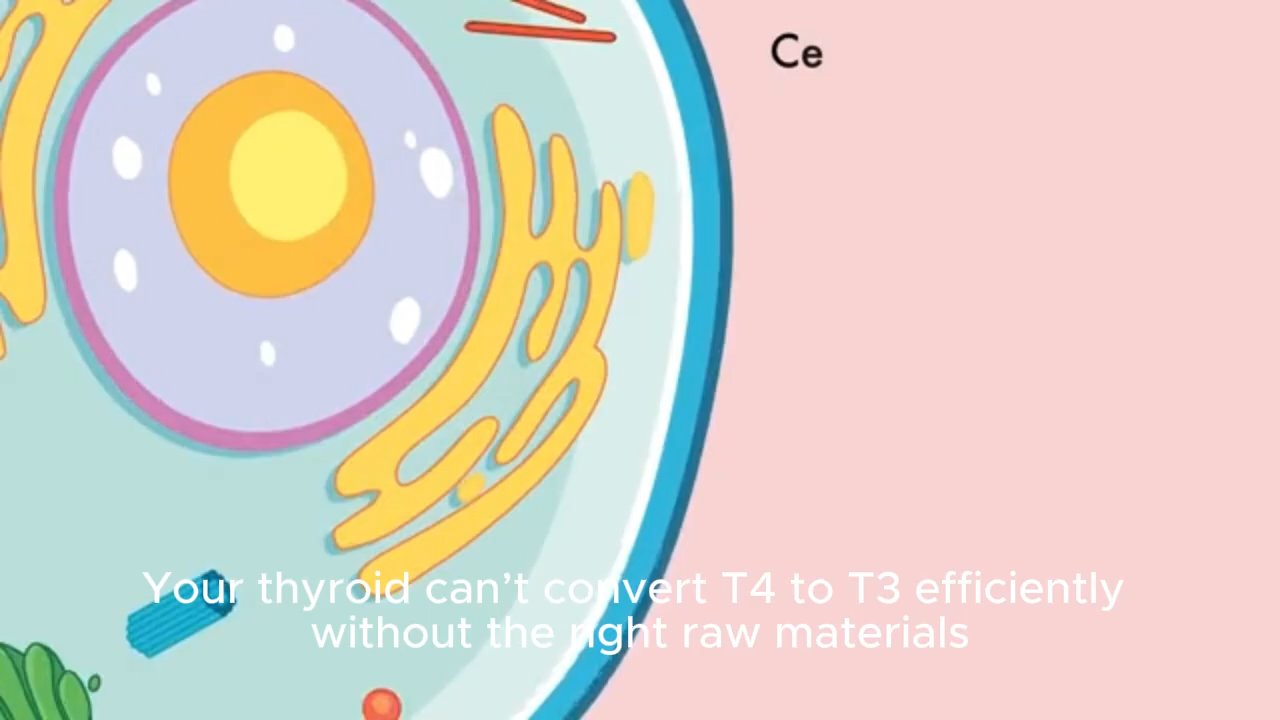 Ce
Your thyroid can't convert T4 to T3 efficiently
without the right raw materials